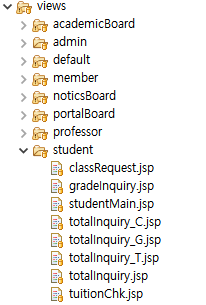 views
academicBoard
admin
default
member
noticsBoard
portalBoard
professor
student
classRequest.jsp
gradeInquiry.jsp
studentMain.jsp
totalInquiry_C.jsp
totalInquiry_G.jsp
totalInquiry_T.jsp
totalInquiry.jsp
tuitionChk.jsp